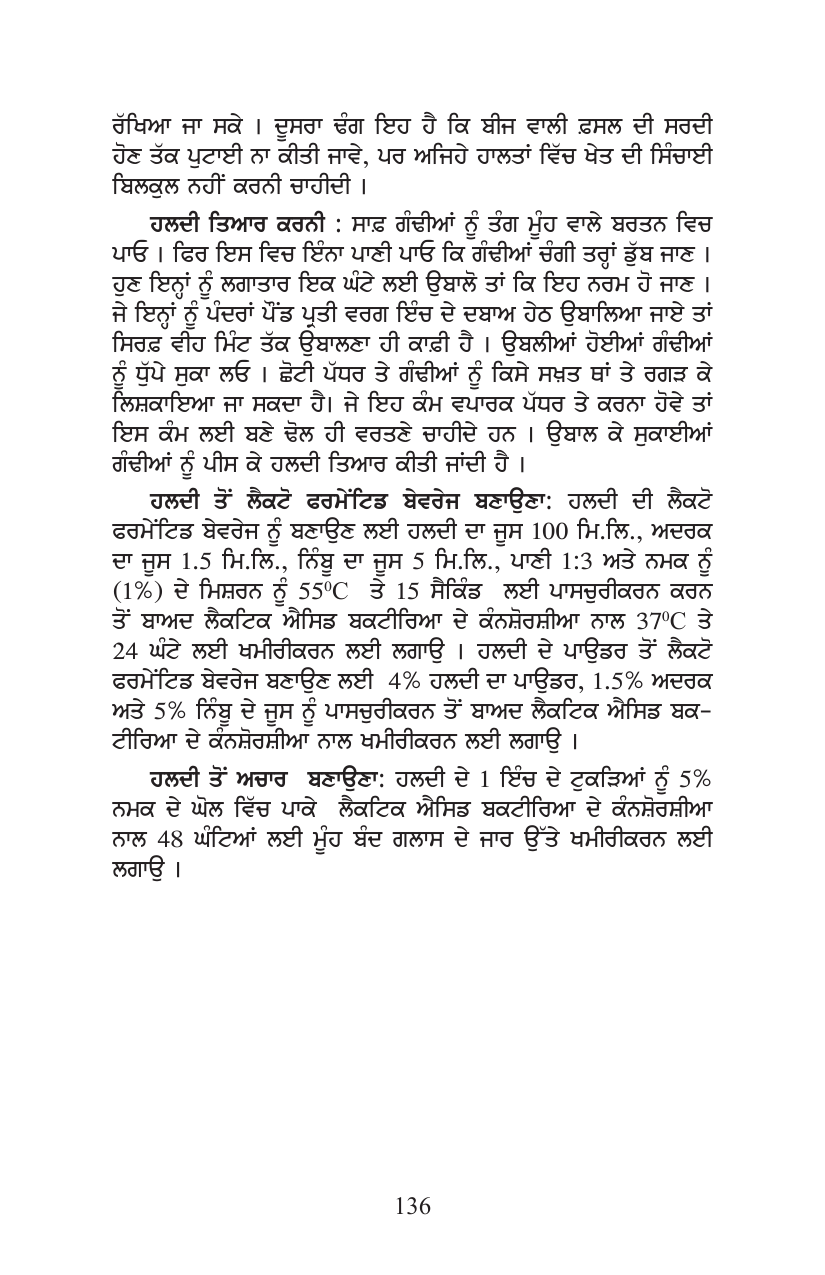 ਰੱਖਿਆ ਜਾ ਸਕੇ । ਦੂਸਰਾ ਢੰਗ ਇਹ ਹੈ ਕਿ ਬੀਜ ਵਾਲੀ ਫ਼ਸਲ ਦੀ ਸਰਦੀ
ਹੋਣ ਤੱਕ ਪੁਟਾਈ ਨਾ ਕੀਤੀ ਜਾਵੇ, ਪਰ ਅਜਿਹੇ ਹਾਲਤਾਂ ਵਿੱਚ ਖੇਤ ਦੀ ਸਿੰਚਾਈ
ਬਿਲਕੁਲ ਨਹੀਂ ਕਰਨੀ ਚਾਹੀਦੀ ।
ਹਲਦੀ ਤਿਆਰ ਕਰਨੀ : ਸਾਫ਼ ਗੰਢੀਆਂ ਨੂੰ ਤੰਗ ਮੂੰਹ ਵਾਲੇ ਬਰਤਨ ਵਿਚ
ਪਾਓ । ਫਿਰ ਇਸ ਵਿਚ ਇੰਨਾ ਪਾਣੀ ਪਾਓ ਕਿ ਗੰਢੀਆਂ ਚੰਗੀ ਤਰ੍ਹਾਂ ਡੁੱਬ ਜਾਣ ।
ਹੁਣ ਇਨ੍ਹਾਂ ਨੂੰ ਲਗਾਤਾਰ ਇਕ ਘੰਟੇ ਲਈ ਉਬਾਲੋ ਤਾਂ ਕਿ ਇਹ ਨਰਮ ਹੋ ਜਾਣ ।
ਜੇ ਇਨ੍ਹਾਂ ਨੂੰ ਪੰਦਰਾਂ ਪੌਂਡ ਪ੍ਰਤੀ ਵਰਗ ਇੰਚ ਦੇ ਦਬਾਅ ਹੇਠ ਉਬਾਲਿਆ ਜਾਏ ਤਾਂ
ਸਿਰਫ਼ ਵੀਹ ਮਿੰਟ ਤੱਕ ਉਬਾਲਣਾ ਹੀ ਕਾਫ਼ੀ ਹੈ । ਉਬਲੀਆਂ ਹੋਈਆਂ ਗੰਢੀਆਂ
ਨੂੰ ਧੁੱਪੇ ਸੁਕਾ ਲਓ । ਛੋਟੀ ਪੱਧਰ ਤੇ ਗੰਢੀਆਂ ਨੂੰ ਕਿਸੇ ਸਖ਼ਤ ਥਾਂ ਤੇ ਰਗੜ ਕੇ
ਲਿਸ਼ਕਾਇਆ ਜਾ ਸਕਦਾ ਹੈ। ਜੇ ਇਹ ਕੰਮ ਵਪਾਰਕ ਪੱਧਰ ਤੇ ਕਰਨਾ ਹੋਵੇ ਤਾਂ
ਇਸ ਕੰਮ ਲਈ ਬਣੇ ਢੋਲ ਹੀ ਵਰਤਣੇ ਚਾਹੀਦੇ ਹਨ । ਉਬਾਲ ਕੇ ਸੁਕਾਈਆਂ
ਗੰਢੀਆਂ ਨੂੰ ਪੀਸ ਕੇ ਹਲਦੀ ਤਿਆਰ ਕੀਤੀ ਜਾਂਦੀ ਹੈ ।
ਹਲਦੀ ਤੋਂ ਲੈਕਟੋ ਫਰਮੇਂਟਿਡ ਬੇਵਰੇਜ ਬਣਾਉਣਾ: ਹਲਦੀ ਦੀ ਲੈਕਟੋ
ਫਰਮੇਂਟਿਡ ਬੇਵਰੇਜ ਨੂੰ ਬਣਾਉਣ ਲਈ ਹਲਦੀ ਦਾ ਜੂਸ 100 ਮਿ.ਲਿ., ਅਦਰਕ
ਦਾ ਜੂਸ 1.5 ਮਿ.ਲਿ., ਨਿੰਬੂ ਦਾ ਜੂਸ 5 ਮਿ.ਲਿ., ਪਾਣੀ 1:3 ਅਤੇ ਨਮਕ ਨੂੰ
(1%) ਦੇ ਮਿਸ਼ਰਨ ਨੂੰ 55⁰C ਤੇ 15 ਸੈਕਿੰਡ ਲਈ ਪਾਸਚੁਰੀਕਰਨ ਕਰਨ
ਤੋਂ ਬਾਅਦ ਲੈਕਟਿਕ ਐਸਿਡ ਬਕਟੀਰਿਆ ਦੇ ਕੰਨਸ਼ੋਰਸ਼ੀਆ ਨਾਲ 37⁰C ਤੇ
24 ਘੰਟੇ ਲਈ ਖਮੀਰੀਕਰਨ ਲਈ ਲਗਾਉ । ਹਲਦੀ ਦੇ ਪਾਉਡਰ ਤੋਂ ਲੈਕਟੋ
ਫਰਮੇਂਟਿਡ ਬੇਵਰੇਜ ਬਣਾਉਣ ਲਈ 4% ਹਲਦੀ ਦਾ ਪਾਊਡਰ, 1.5% ਅਦਰਕ
ਅਤੇ 5% ਨਿੰਬੂ ਦੇ ਜੂਸ ਨੂੰ ਪਾਸਚੁਰੀਕਰਨ ਤੋਂ ਬਾਅਦ ਲੈਕਟਿਕ ਐਸਿਡ ਬਕ-
ਟੀਰਿਆ ਦੇ ਕੰਨਸ਼ੋਰਸ਼ੀਆ ਨਾਲ ਖਮੀਰੀਕਰਨ ਲਈ ਲਗਾਉ ।
ਹਲਦੀ ਤੋਂ ਅਚਾਰ ਬਣਾਉਣਾ: ਹਲਦੀ ਦੇ 1 ਇੰਚ ਦੇ ਟੁਕੜਿਆਂ ਨੂੰ 5%
ਨਮਕ ਦੇ ਘੋਲ ਵਿੱਚ ਪਾਕੇ ਲੈਕਟਿਕ ਐਸਿਡ ਬਕਟੀਰਿਆ ਦੇ ਕੰਨਸ਼ੋਰਸ਼ੀਆ
ਨਾਲ 48 ਘੰਟਿਆਂ ਲਈ ਮੂੰਹ ਬੰਦ ਗਲਾਸ ਦੇ ਜਾਰ ਉੱਤੇ ਖਮੀਰੀਕਰਨ ਲਈ
ਲਗਾਉ ।
136